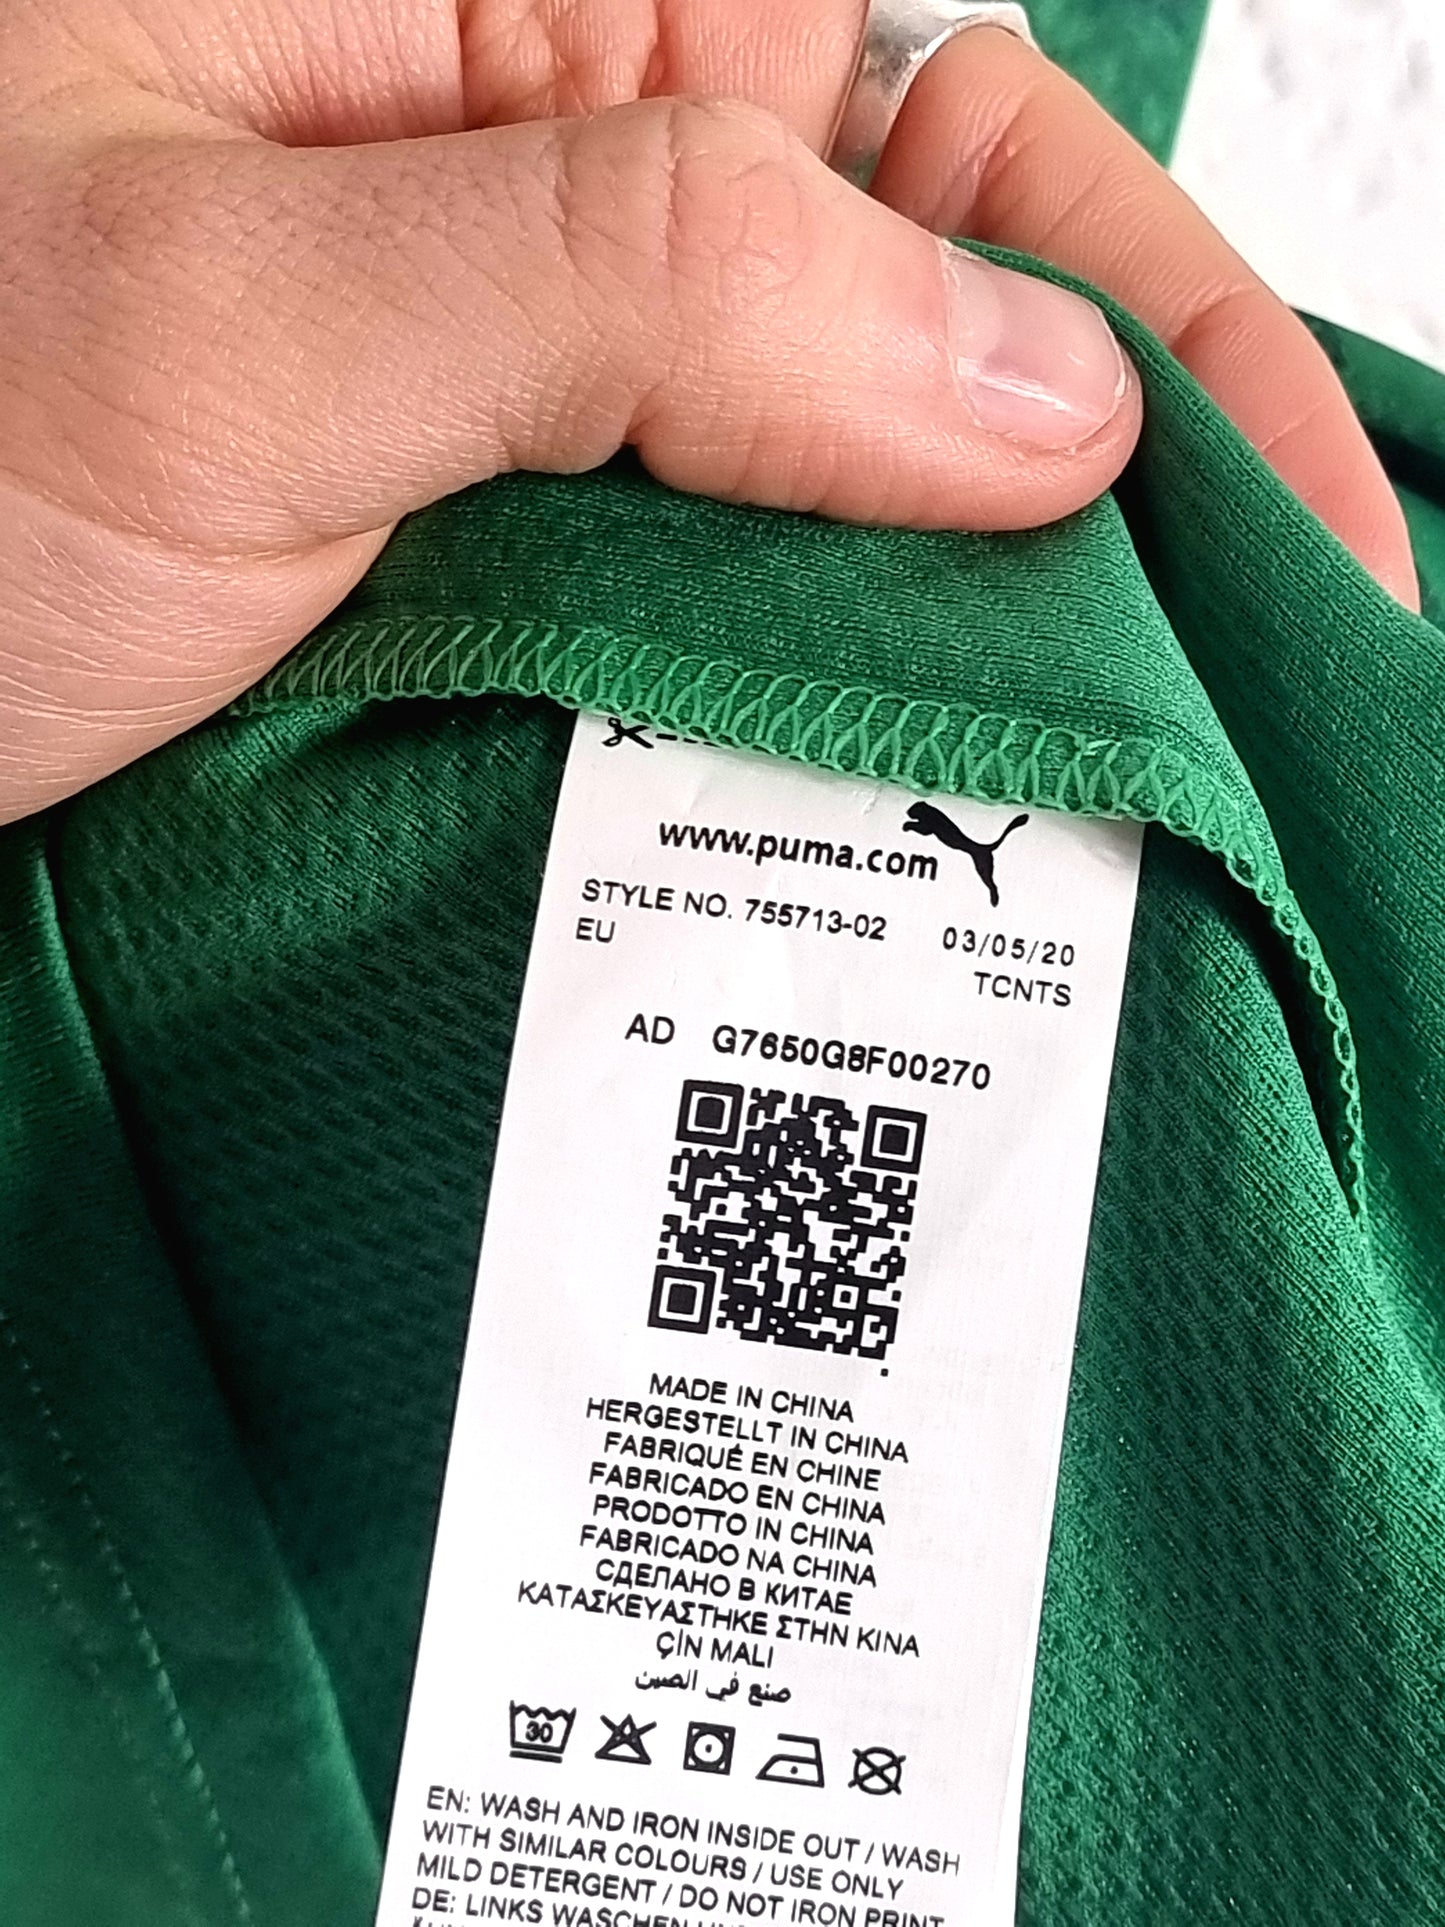 www.puma.com
STYLE NO. 755713-02 03/05/20
EU TCNTS
AD G7650G8F00270
MADE IN CHINA
HERGESTELLT IN CHINA
FABRIQUÉ EN CHINE
FABRICADO EN CHINA
PRODOTTO IN CHINA
FABRICADO NA CHINA
СДЕЛАНО В КИТАЕ
ΚΑΤΑΣΚΕΥΑΣΤΗΚΕ ΣΤΗΝ ΚΙΝΑ
ÇİN MALI
صنع في الصين
30
EN: WASH AND IRON INSIDE OUT / WASH
WITH SIMILAR COLOURS / USE ONLY
MILD DETERGENT / DO NOT IRON PRINT
DE: LINKS WASCHEN